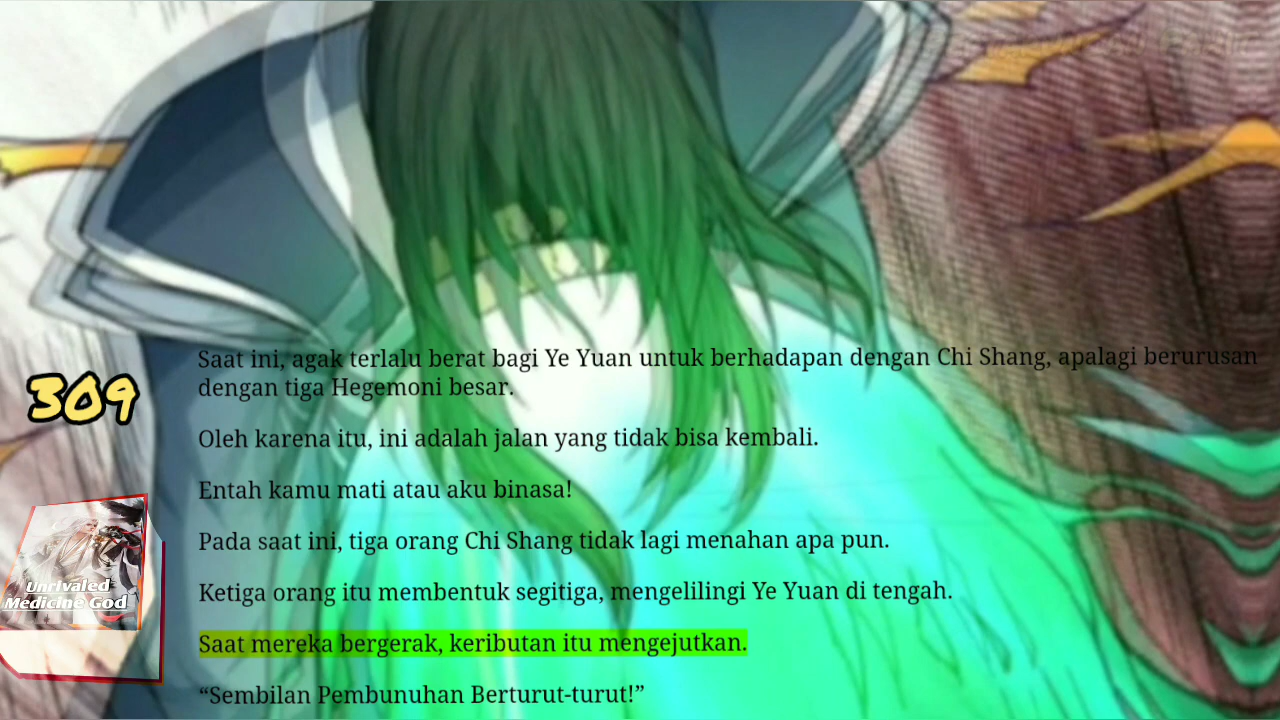 Saat ini, agak terlalu berat bagi Ye Yuan untuk berhadapan dengan Chi Shang, apalagi berurusan
dengan tiga Hegemoni besar.
309
Oleh karena itu, ini adalah jalan yang tidak bisa kembali.
Entah kamu mati atau aku binasa!
Pada saat ini, tiga orang Chi Shang tidak lagi menahan apa pun.
Ketiga orang itu membentuk segitiga, mengelilingi Ye Yuan di tengah.
Unrivaled
Medicine God
Saat mereka bergerak, keributan itu mengejutkan.
“Sembilan Pembunuhan Berturut-turut!”